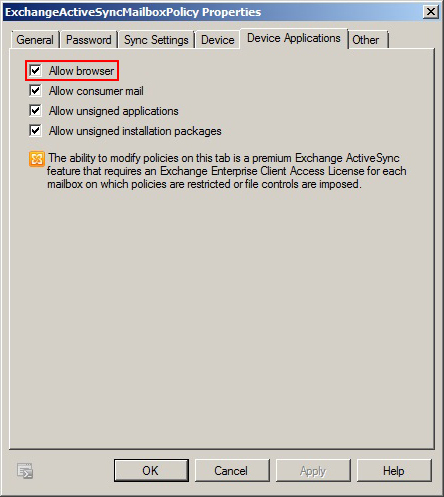 ExchangeActiveSyncMailboxPolicy Properties
General Password Sync Settings Device Device Applications Other
Allow browser
Allow consumer mail
Allow unsigned applications
Allow unsigned installation packages
The ability to modify policies on this tab is a premium Exchange ActiveSync
feature that requires an Exchange Enterprise Client Access License for each
mailbox on which policies are restricted or file controls are imposed.
OK Cancel Apply Help